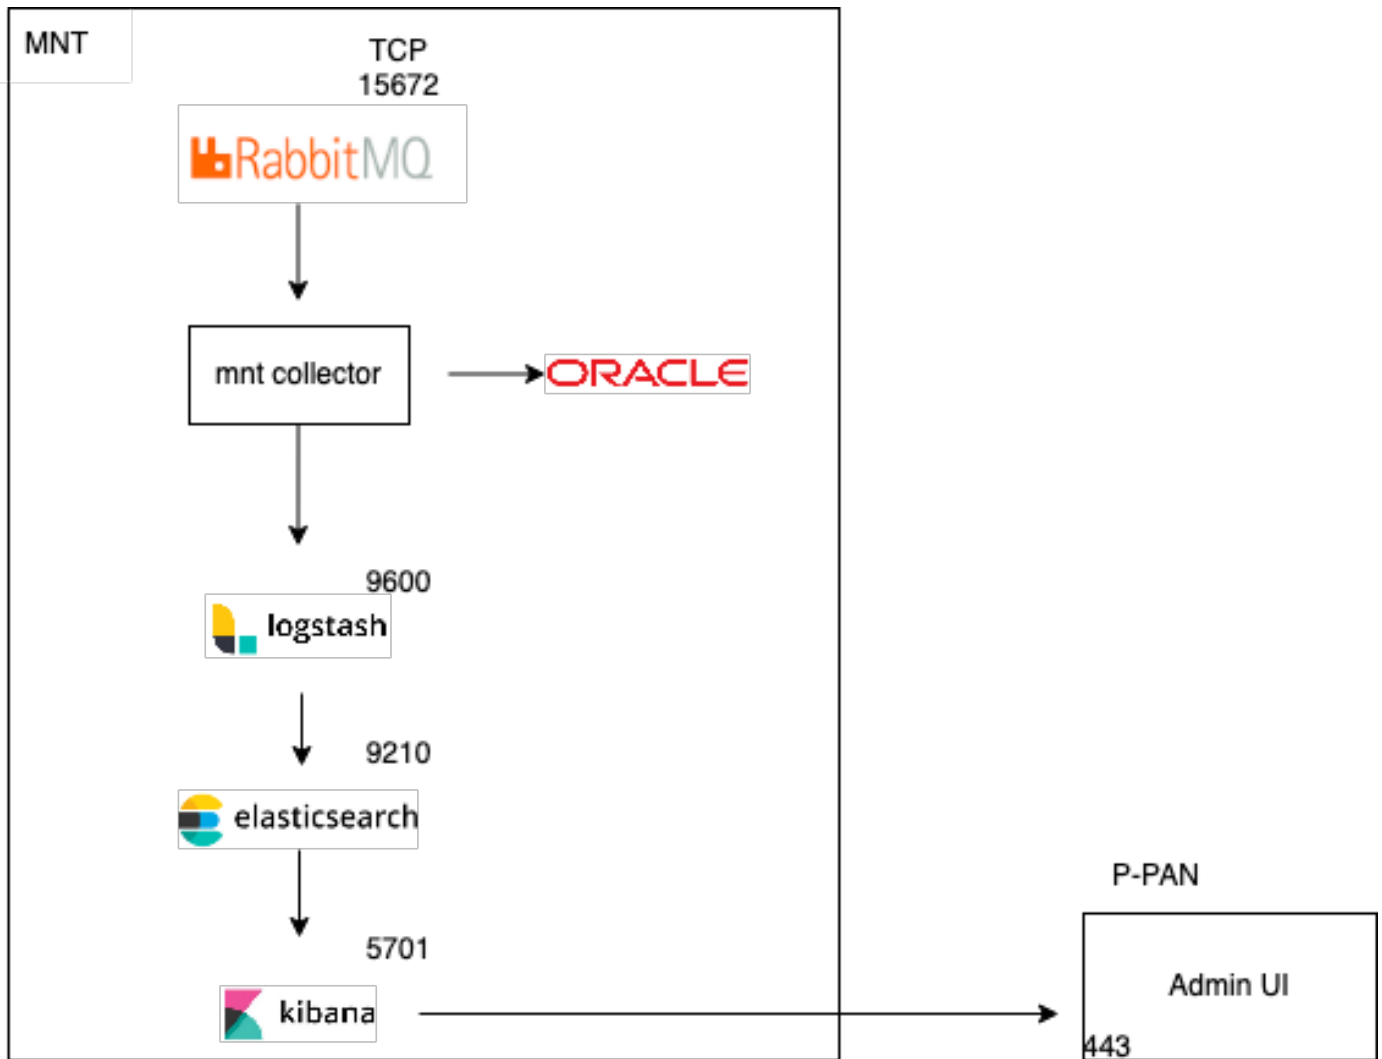 MNT
TCP
15672
RabbitMQ
mnt collector
ORACLE
9600
logstash
9210
elasticsearch
5701
kibana
P-PAN
Admin UI
443